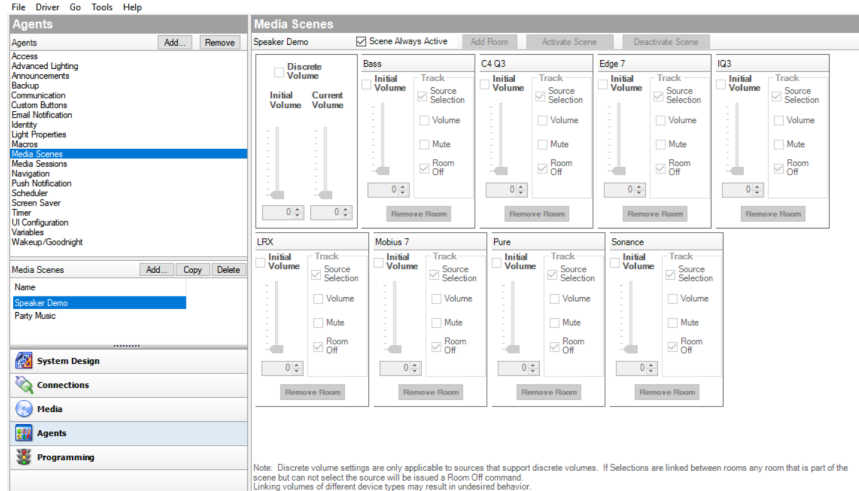 File Driver Go Tools Help
Agents
Agents Add... Remove
Access
Advanced Lighting
Announcements
Backup
Communication
Custom Buttons
Email Notification
Identity
Light Properties
Macros
Media Scenes
Media Sessions
Navigation
Push Notification
Scheduler
Screen Saver
Timer
UI Configuration
Variables
Wakeup/Goodnight
Media Scenes Add... Copy Delete
Name
Speaker Demo
Party Music
System Design
Connections
Media
Agents
Programming
Media Scenes
Speaker Demo Scene Always Active Add Room Activate Scene Deactivate Scene
Discrete
Volume
Initial Current
Volume Volume
0 0
Bass
Initial
Volume
Track
Source
Selection
Volume
Mute
Room
Off
0
Remove Room
C4 Q3
Initial
Volume
Track
Source
Selection
Volume
Mute
Room
Off
0
Remove Room
Edge 7
Initial
Volume
Track
Source
Selection
Volume
Mute
Room
Off
0
Remove Room
IQ3
Initial
Volume
Track
Source
Selection
Volume
Mute
Room
Off
0
Remove Room
LRX
Initial
Volume
Track
Source
Selection
Volume
Mute
Room
Off
0
Remove Room
Mobius 7
Initial
Volume
Track
Source
Selection
Volume
Mute
Room
Off
0
Remove Room
Pure
Initial
Volume
Track
Source
Selection
Volume
Mute
Room
Off
0
Remove Room
Sonance
Initial
Volume
Track
Source
Selection
Volume
Mute
Room
Off
0
Remove Room
Note: Discrete volume settings are only applicable to sources that support discrete volumes. If Selections are linked between rooms any room that is part of the
scene but can not select the source will be issued a Room Off command.
Linking volumes of different device types may result in undesired behavior.